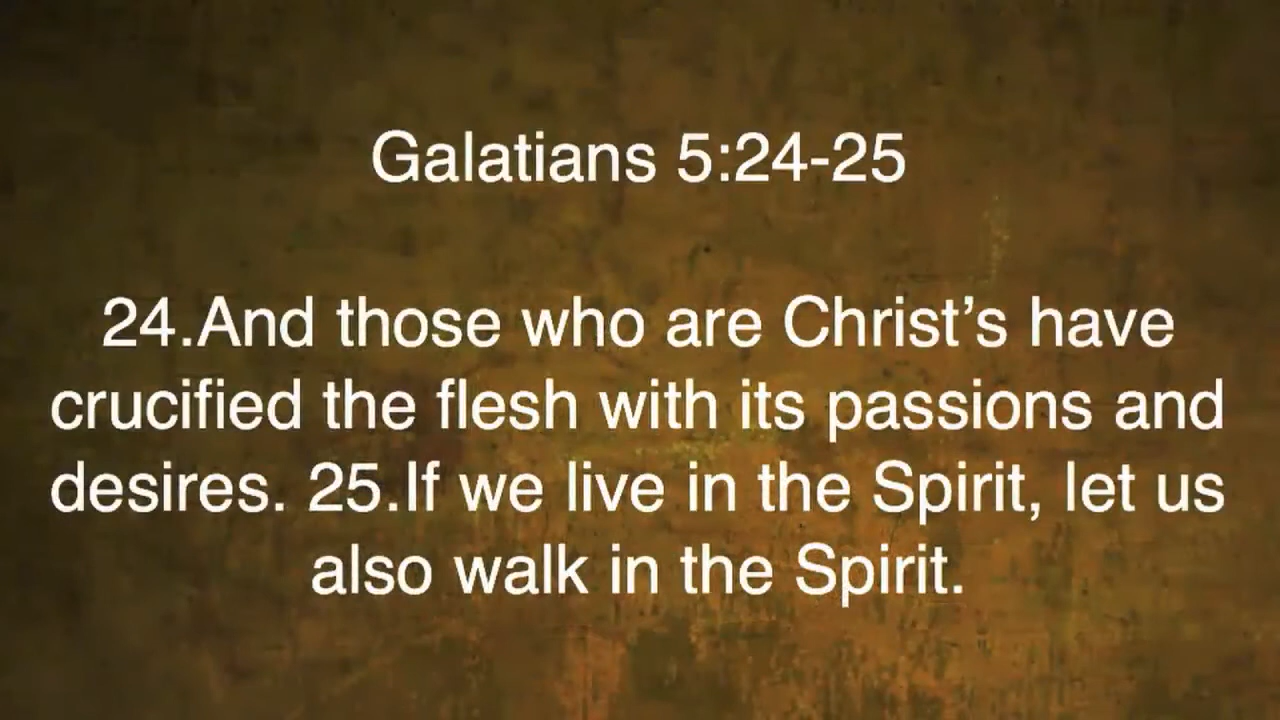 Galatians 5:24-25
24.And those who are Christ’s have
crucified the flesh with its passions and
desires. 25.If we live in the Spirit, let us
also walk in the Spirit.